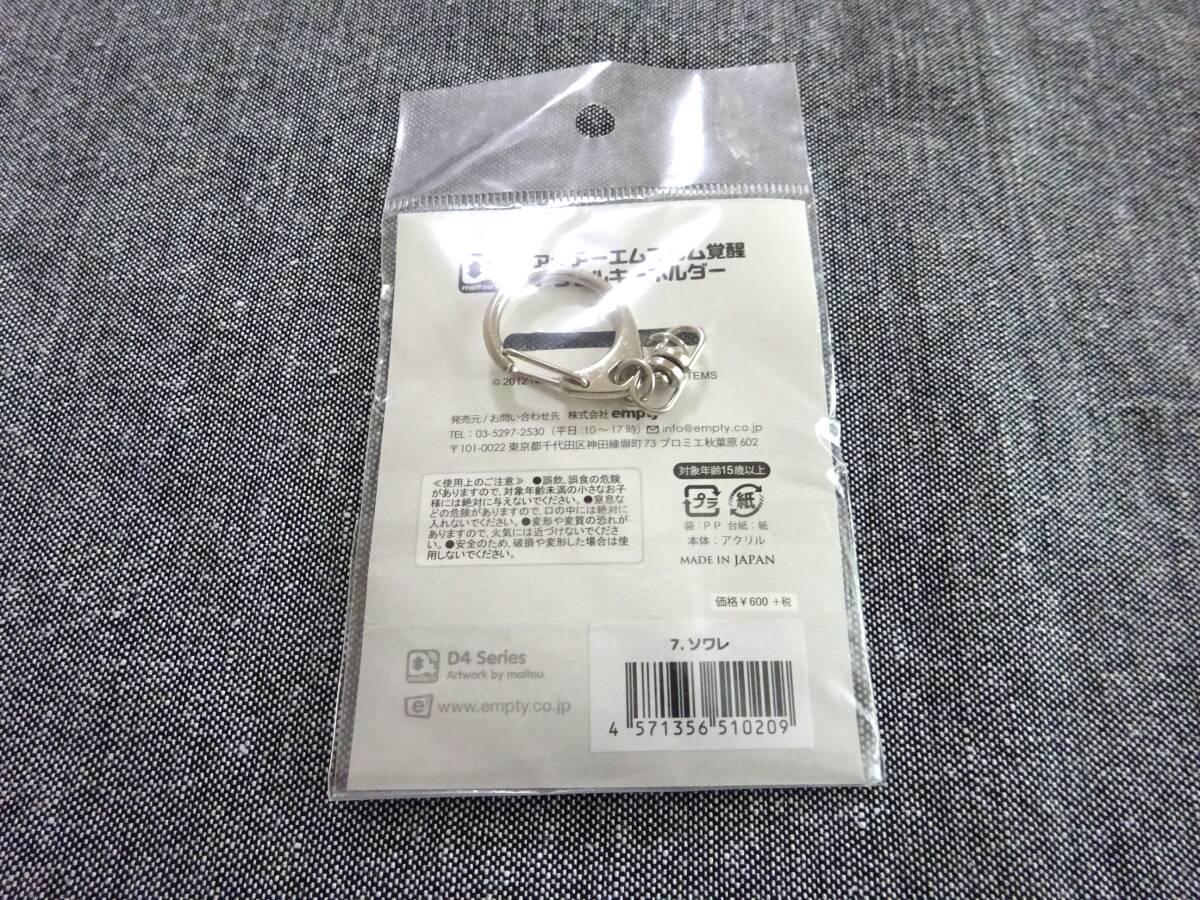 maitou
ァ エム 覚醒
ルダー
© 2012 TEMS
発売元/お問い合わせ先 株式会社 empty
TEL:03-5297-2530(平日:10〜17時) info@empty.co.jp
〒101-0022 東京都千代田区神田練塀町73 プロミエ秋葉原 602
≪使用上のご注意≫ ●誤飲、誤食の危険
がありますので、対象年齢未満の小さなお子
様には絶対に与えないでください。●窒息な
どの危険がありますので、口の中には絶対に
入れないでください。●変形や変質の恐れが
ありますので、火気には近づけないでくださ
い。●安全のため、破損や変形した場合は使
用しないでください。
対象年齢15歳以上
プラ 紙
袋:PP 台紙:紙
本体:アクリル
MADE IN JAPAN
価格¥600 +税
D4 Series
Artwork by maitou.
e www.empty.co.jp
7.ソワレ
4 571356 510209